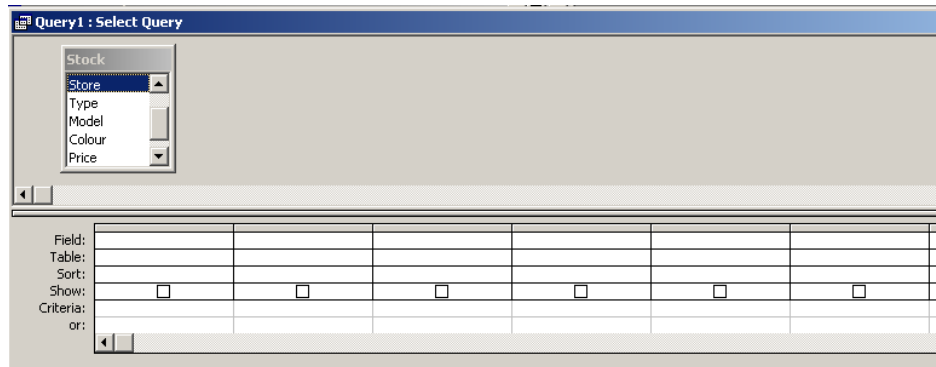 Query1 : Select Query
Stock
Store
Type
Model
Colour
Price
Field:
Table:
Sort:
Show:
Criteria:
or: